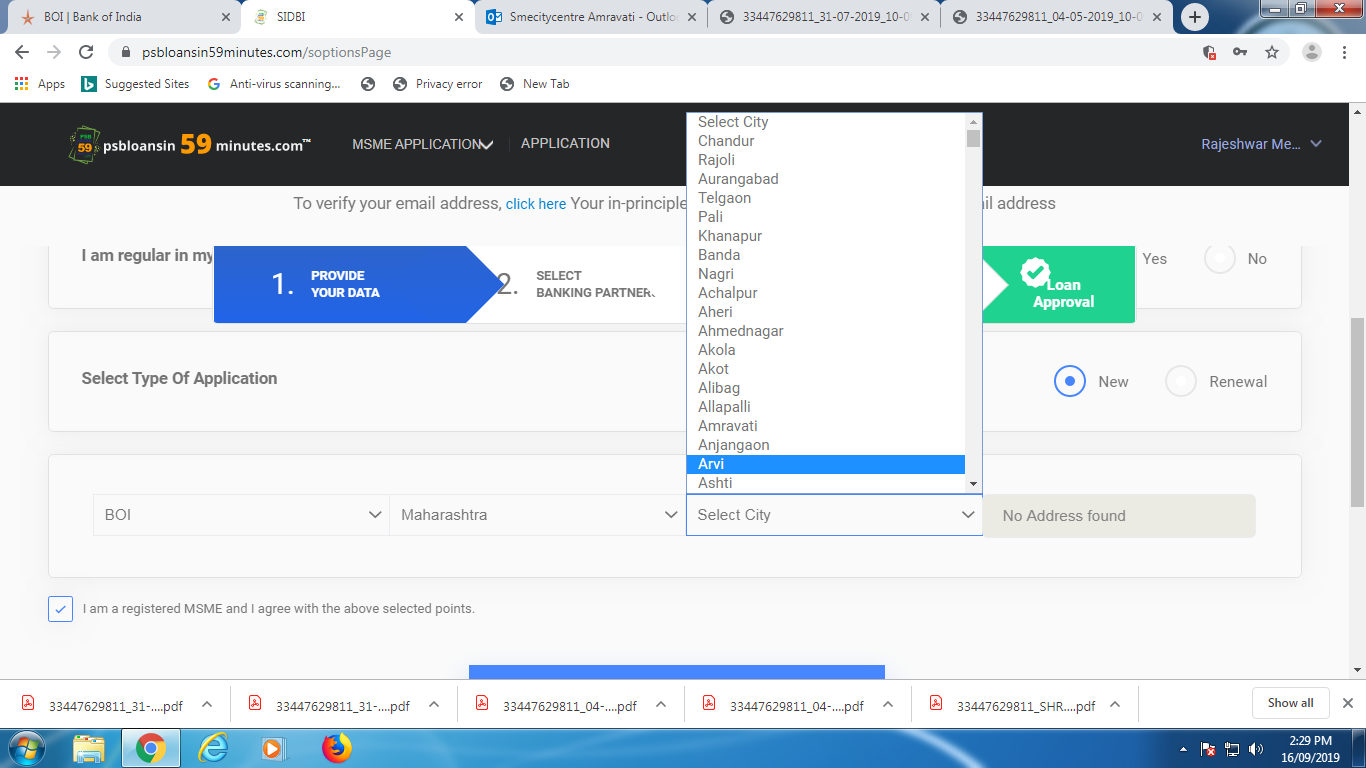 BOI | Bank of India
SIDBI
Smecitycentre Amravati - Outlo
33447629811_31-07-2019_10-0
33447629811_04-05-2019_10-0
psbloansin59minutes.com/soptionsPage
Apps
Suggested Sites
Anti-virus scanning...
Privacy error
New Tab
PSB
59
psbloansin 59 minutes.com™
MSME APPLICATION
APPLICATION
Rajeshwar Me...
To verify your email address, click here Your in-principle
il address
I am regular in my
1. PROVIDE
YOUR DATA
2. SELECT
BANKING PARTNER
Loan
Approval
Yes
No
Select Type Of Application
New
Renewal
Select City
Chandur
Rajoli
Aurangabad
Telgaon
Pali
Khanapur
Banda
Nagri
Achalpur
Aheri
Ahmednagar
Akola
Akot
Alibag
Allapalli
Amravati
Anjangaon
Arvi
Ashti
BOI
Maharashtra
Select City
No Address found
I am a registered MSME and I agree with the above selected points.
33447629811_31-....pdf
33447629811_31-....pdf
33447629811_04-....pdf
33447629811_04-....pdf
33447629811_SHR....pdf
Show all
2:29 PM
16/09/2019